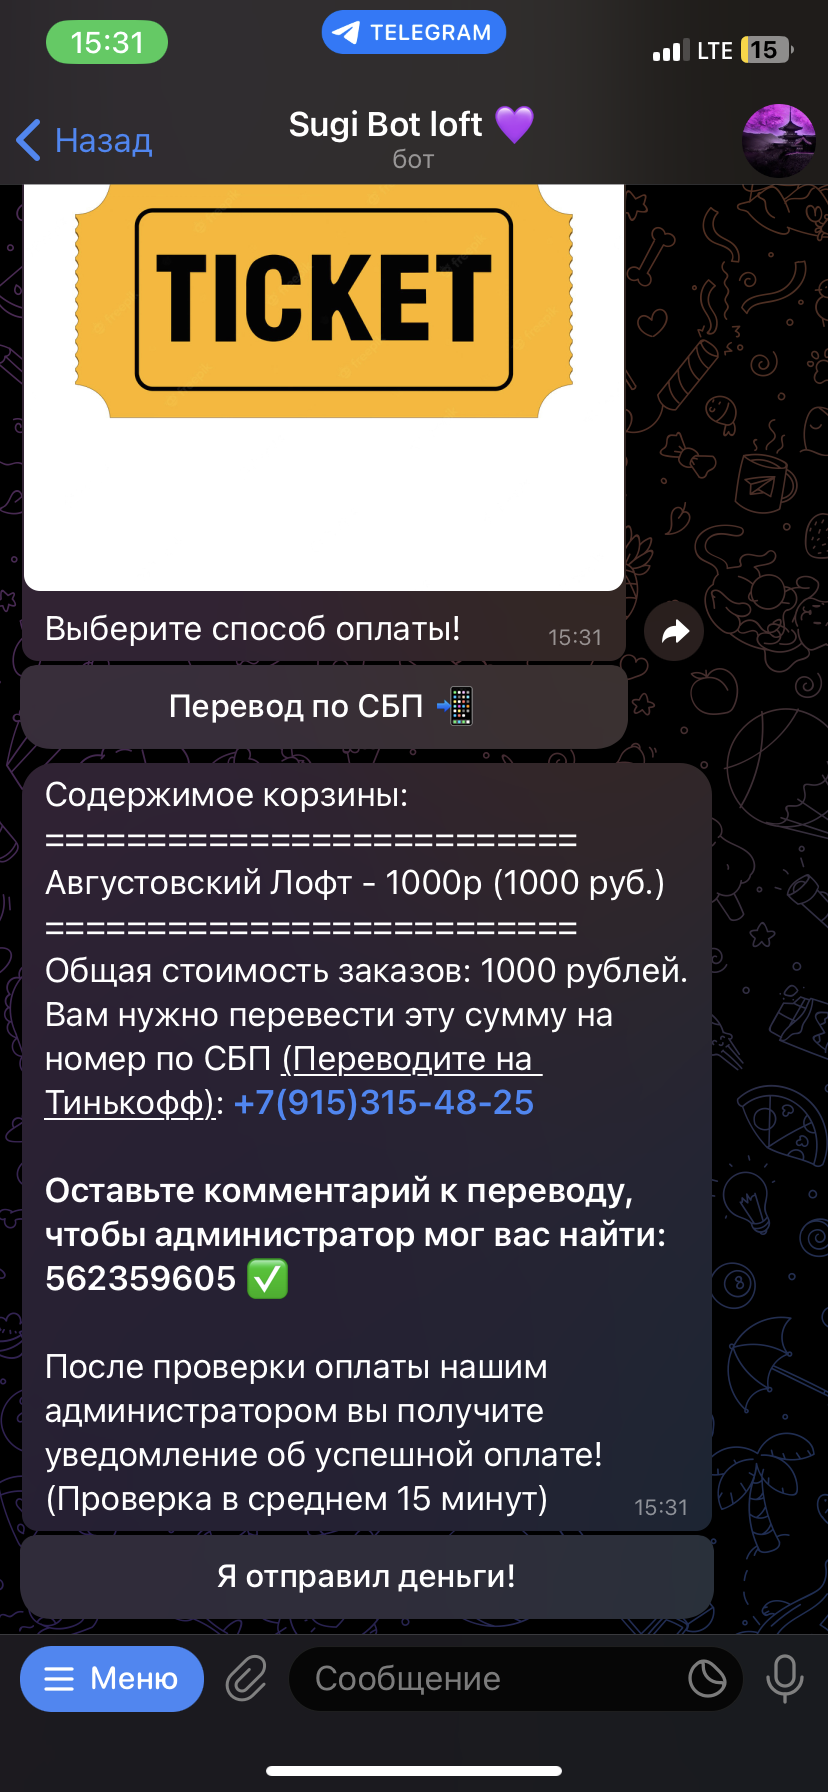 15:31
TELEGRAM
LTE
15
Назад
Sugi Bot loft 💜
бот
TICKET
Выберите способ оплаты!
15:31
Перевод по СБП 📲
Содержимое корзины:
==========================
Августовский Лофт - 1000р (1000 руб.)
==========================
Общая стоимость заказов: 1000 рублей.
Вам нужно перевести эту сумму на
номер по СБП (Переводите на
Тинькофф): +7(915)315-48-25
Оставьте комментарий к переводу,
чтобы администратор мог вас найти:
562359605 ✅
После проверки оплаты нашим
администратором вы получите
уведомление об успешной оплате!
(Проверка в среднем 15 минут)
15:31
Я отправил деньги!
Меню
Сообщение